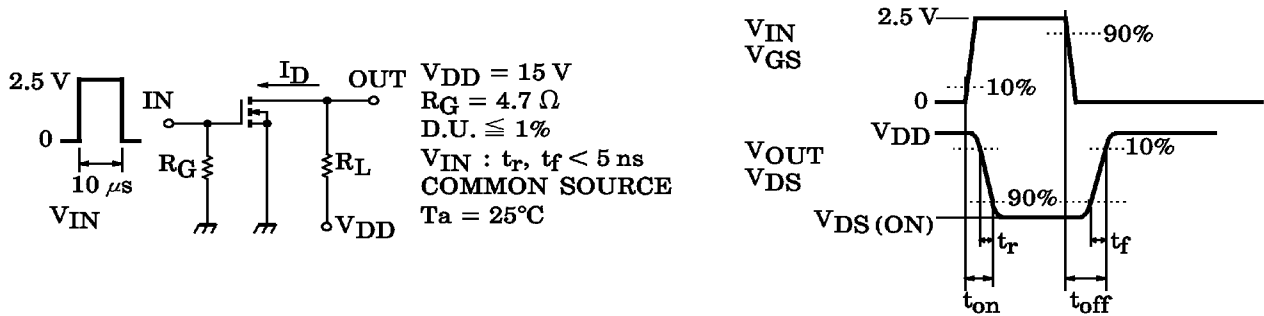 2.5 V
0
10 μs
VIN
IN
RG
ID
OUT
RL
VDD
VDD = 15 V
RG = 4.7 Ω
D.U. ≦ 1%
VIN : tr, tf < 5 ns
COMMON SOURCE
Ta = 25°C
VIN
VGS
2.5 V
0
10%
90%
VOUT
VDS
VDD
VDS (ON)
90%
10%
tr
tf
ton
toff